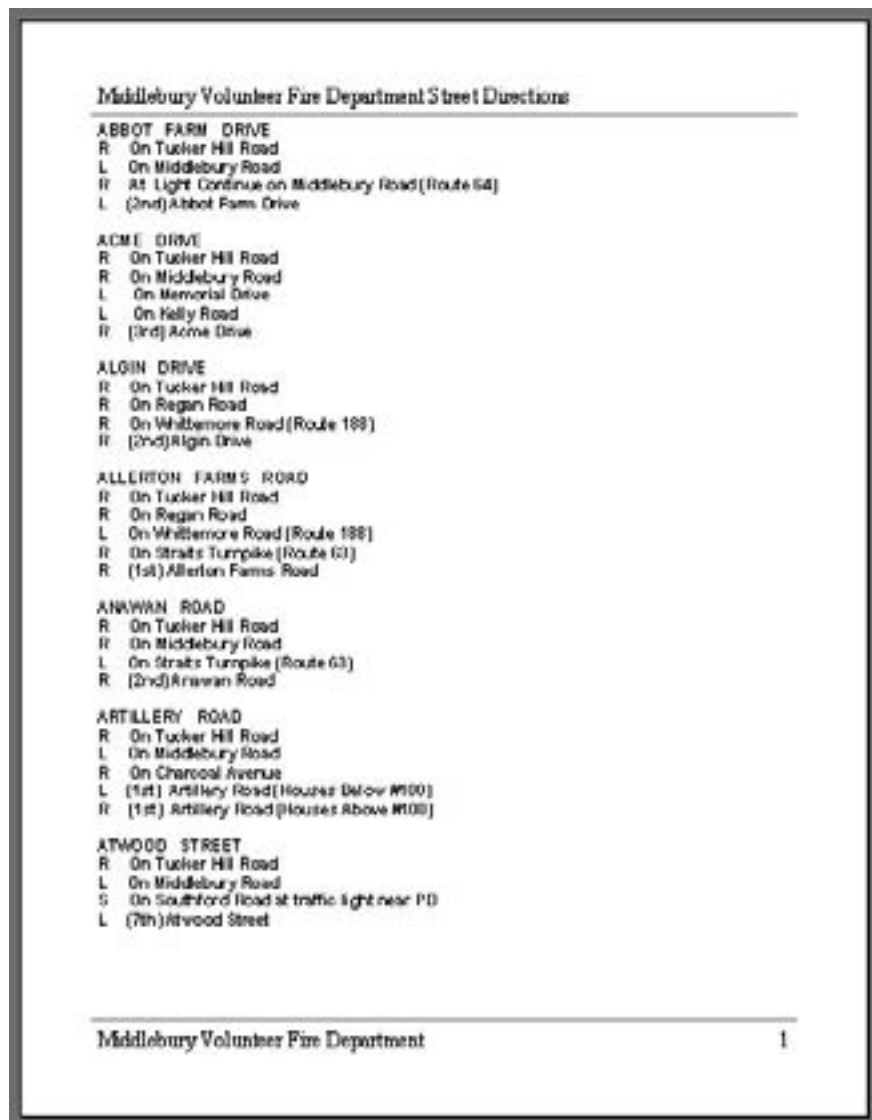 Middlebury Volunteer Fire Department Street Directions
ABBOT FARM DRIVE
R On Tucker Hill Road
L On Middlebury Road
R At Light Continue on Middlebury Road (Route 64)
L (2nd) Abbot Farm Drive
ACME DRIVE
R On Tucker Hill Road
R On Middlebury Road
L On Memorial Drive
L On Kelly Road
R (3rd) Acme Drive
ALGIN DRIVE
R On Tucker Hill Road
R On Regan Road
R On Whittemore Road (Route 188)
R (2nd) Algin Drive
ALLERTON FARMS ROAD
R On Tucker Hill Road
R On Regan Road
L On Whittemore Road (Route 188)
R On Straits Turnpike (Route 63)
R (1st) Allerton Farms Road
ANAWAN ROAD
R On Tucker Hill Road
R On Middlebury Road
L On Straits Turnpike (Route 63)
R (2nd) Anawan Road
ARTILLERY ROAD
R On Tucker Hill Road
L On Middlebury Road
R On Charcoal Avenue
L (1st) Artillery Road (Houses Below #100)
R (1st) Artillery Road (Houses Above #100)
ATWOOD STREET
R On Tucker Hill Road
L On Middlebury Road
S On Southford Road at traffic light near PD
L (7th) Atwood Street
Middlebury Volunteer Fire Department 1